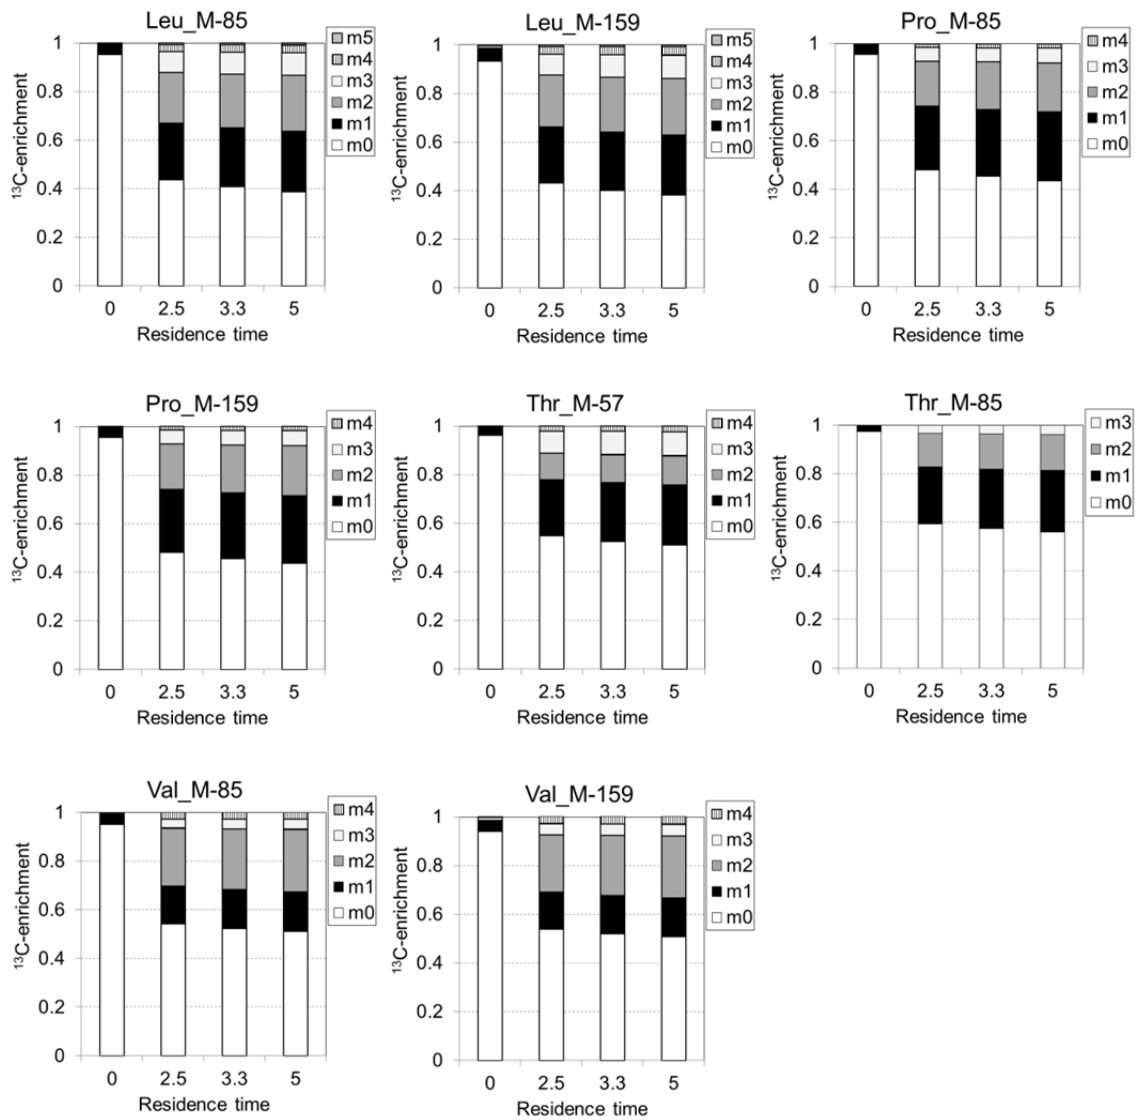 Leu_M-85
1
0.8
0.6
0.4
0.2
0
¹³C-enrichment
0 2.5 3.3 5
Residence time
m5
m4
m3
m2
m1
m0
Leu_M-159
1
0.8
0.6
0.4
0.2
0
¹³C-enrichment
0 2.5 3.3 5
Residence time
m5
m4
m3
m2
m1
m0
Pro_M-85
1
0.8
0.6
0.4
0.2
0
¹³C-enrichment
0 2.5 3.3 5
Residence time
m4
m3
m2
m1
m0
Pro_M-159
1
0.8
0.6
0.4
0.2
0
¹³C-enrichment
0 2.5 3.3 5
Residence time
m4
m3
m2
m1
m0
Thr_M-57
1
0.8
0.6
0.4
0.2
0
¹³C-enrichment
0 2.5 3.3 5
Residence time
m4
m3
m2
m1
m0
Thr_M-85
1
0.8
0.6
0.4
0.2
0
¹³C-enrichment
0 2.5 3.3 5
Residence time
m3
m2
m1
m0
Val_M-85
1
0.8
0.6
0.4
0.2
0
¹³C-enrichment
0 2.5 3.3 5
Residence time
m4
m3
m2
m1
m0
Val_M-159
1
0.8
0.6
0.4
0.2
0
¹³C-enrichment
0 2.5 3.3 5
Residence time
m4
m3
m2
m1
m0